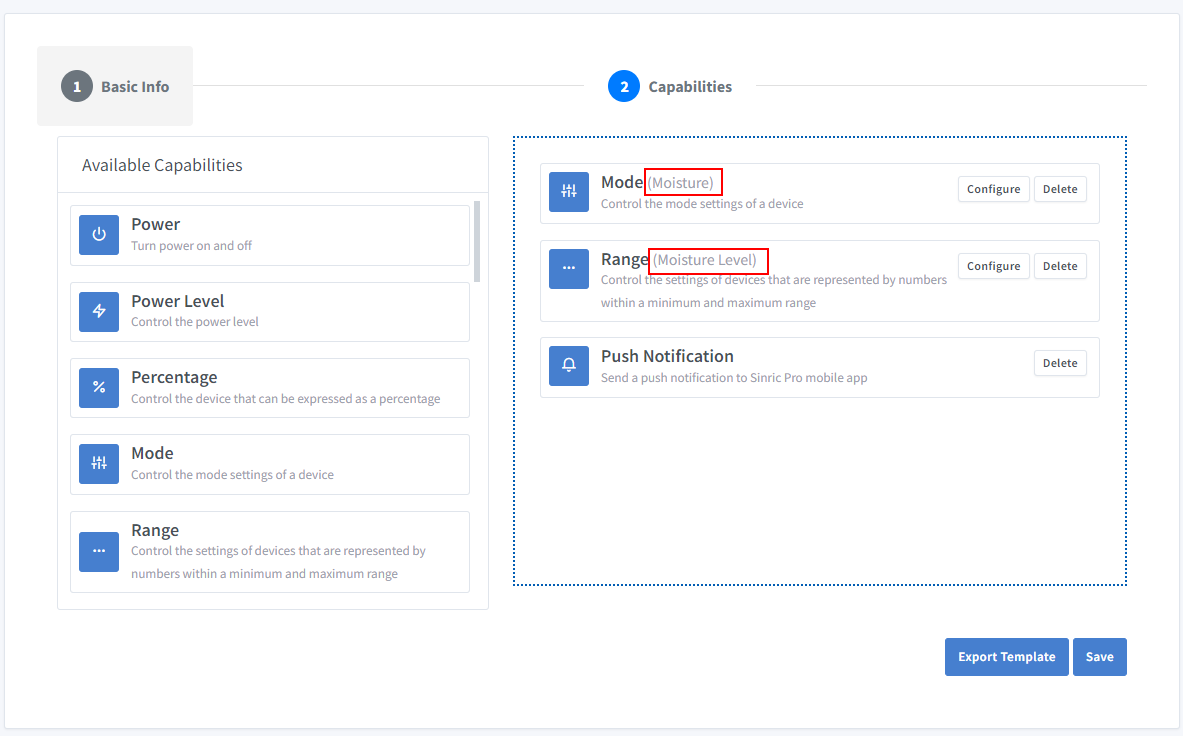 1 Basic Info
2 Capabilities
Available Capabilities
Power
Turn power on and off
Power Level
Control the power level
Percentage
Control the device that can be expressed as a percentage
Mode
Control the mode settings of a device
Range
Control the settings of devices that are represented by
numbers within a minimum and maximum range
Mode (Moisture)
Control the mode settings of a device
Configure
Delete
Range (Moisture Level)
Control the settings of devices that are represented by numbers
within a minimum and maximum range
Configure
Delete
Push Notification
Send a push notification to Sinric Pro mobile app
Delete
Export Template
Save